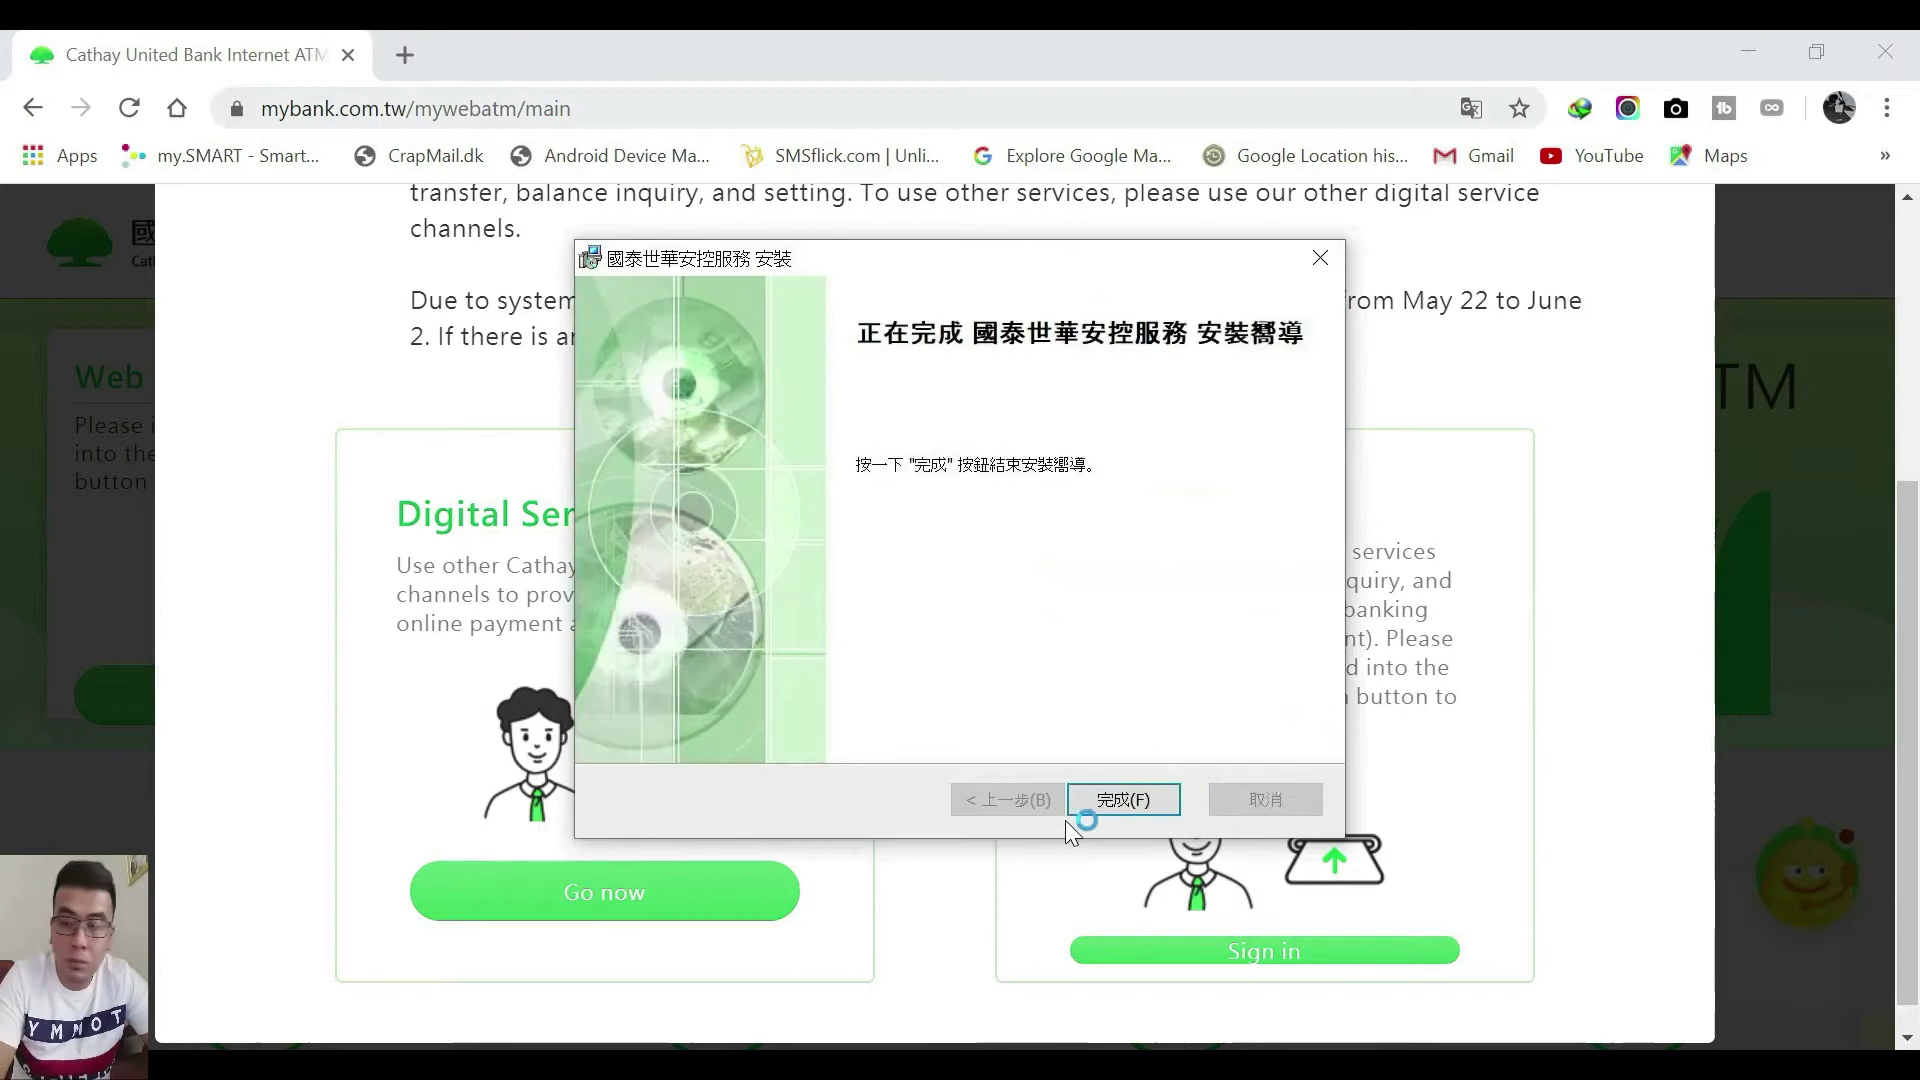 Cathay United Bank Internet ATM
mybank.com.tw/mywebatm/main
Apps
my.SMART - Smart...
CrapMail.dk
Android Device Ma...
SMSflick.com | Unli...
Explore Google Ma...
Google Location his...
Gmail
YouTube
Maps
»
transfer, balance inquiry, and setting. To use other services, please use our other digital service
channels.
Due to system
from May 22 to June
2. If there is an
國
Cat
Web
Please i
into the
button
TM
國泰世華安控服務 安裝
正在完成 國泰世華安控服務 安裝嚮導
按一下 "完成" 按鈕結束安裝嚮導。
< 上一步(B)
完成(F)
取消
Digital Ser
Use other Cathay
channels to prov
online payment a
Go now
services
quiry, and
banking
nt). Please
d into the
n button to
Sign in
YMNOT